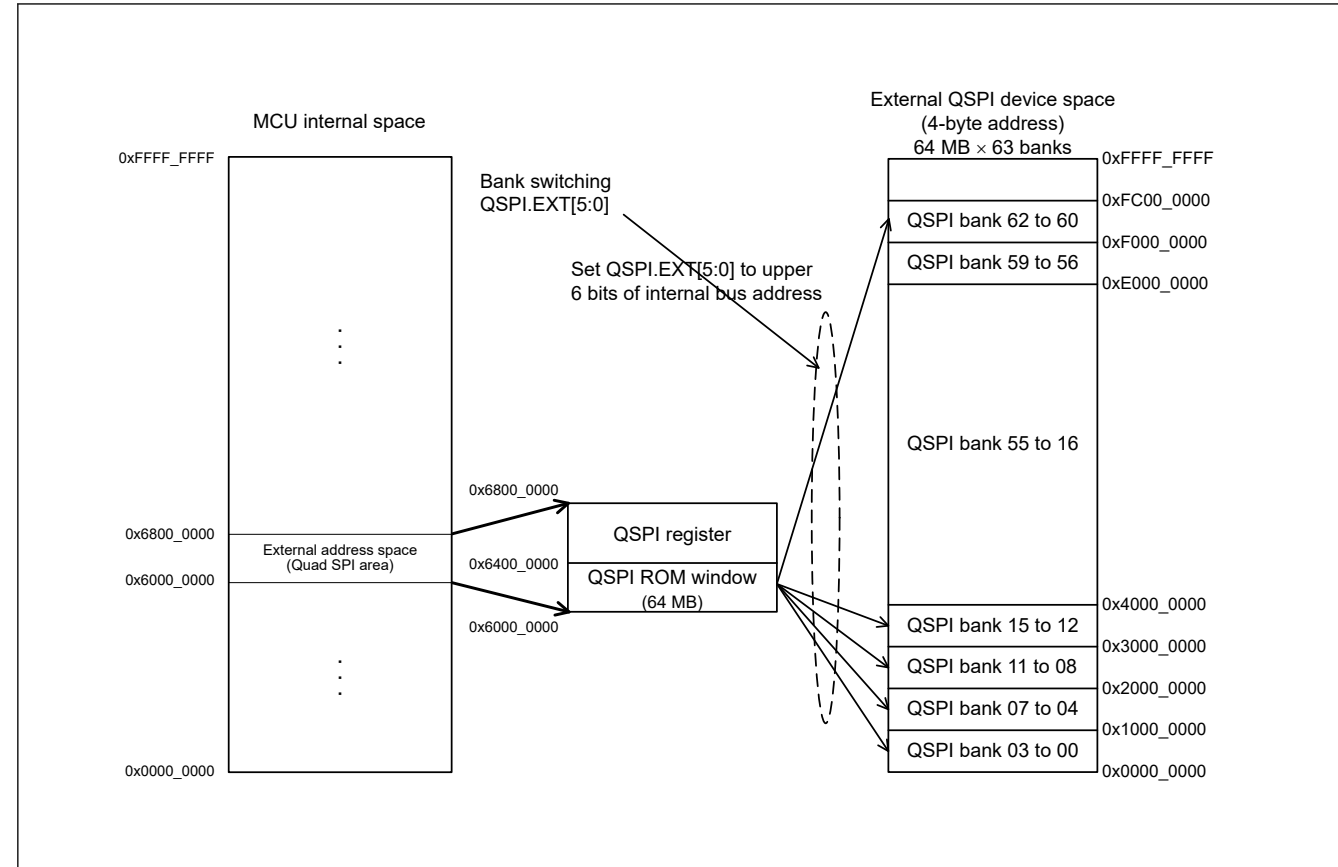 MCU internal space
0xFFFF_FFFF
.
.
.
0x6800_0000
External address space
(Quad SPI area)
0x6000_0000
.
.
.
0x0000_0000
Bank switching
QSPI.EXT[5:0]
Set QSPI.EXT[5:0] to upper
6 bits of internal bus address
0x6800_0000
QSPI register
0x6400_0000
QSPI ROM window
(64 MB)
0x6000_0000
External QSPI device space
(4-byte address)
64 MB × 63 banks
0xFFFF_FFFF
0xFC00_0000
QSPI bank 62 to 60
0xF000_0000
QSPI bank 59 to 56
0xE000_0000
QSPI bank 55 to 16
0x4000_0000
QSPI bank 15 to 12
0x3000_0000
QSPI bank 11 to 08
0x2000_0000
QSPI bank 07 to 04
0x1000_0000
QSPI bank 03 to 00
0x0000_0000